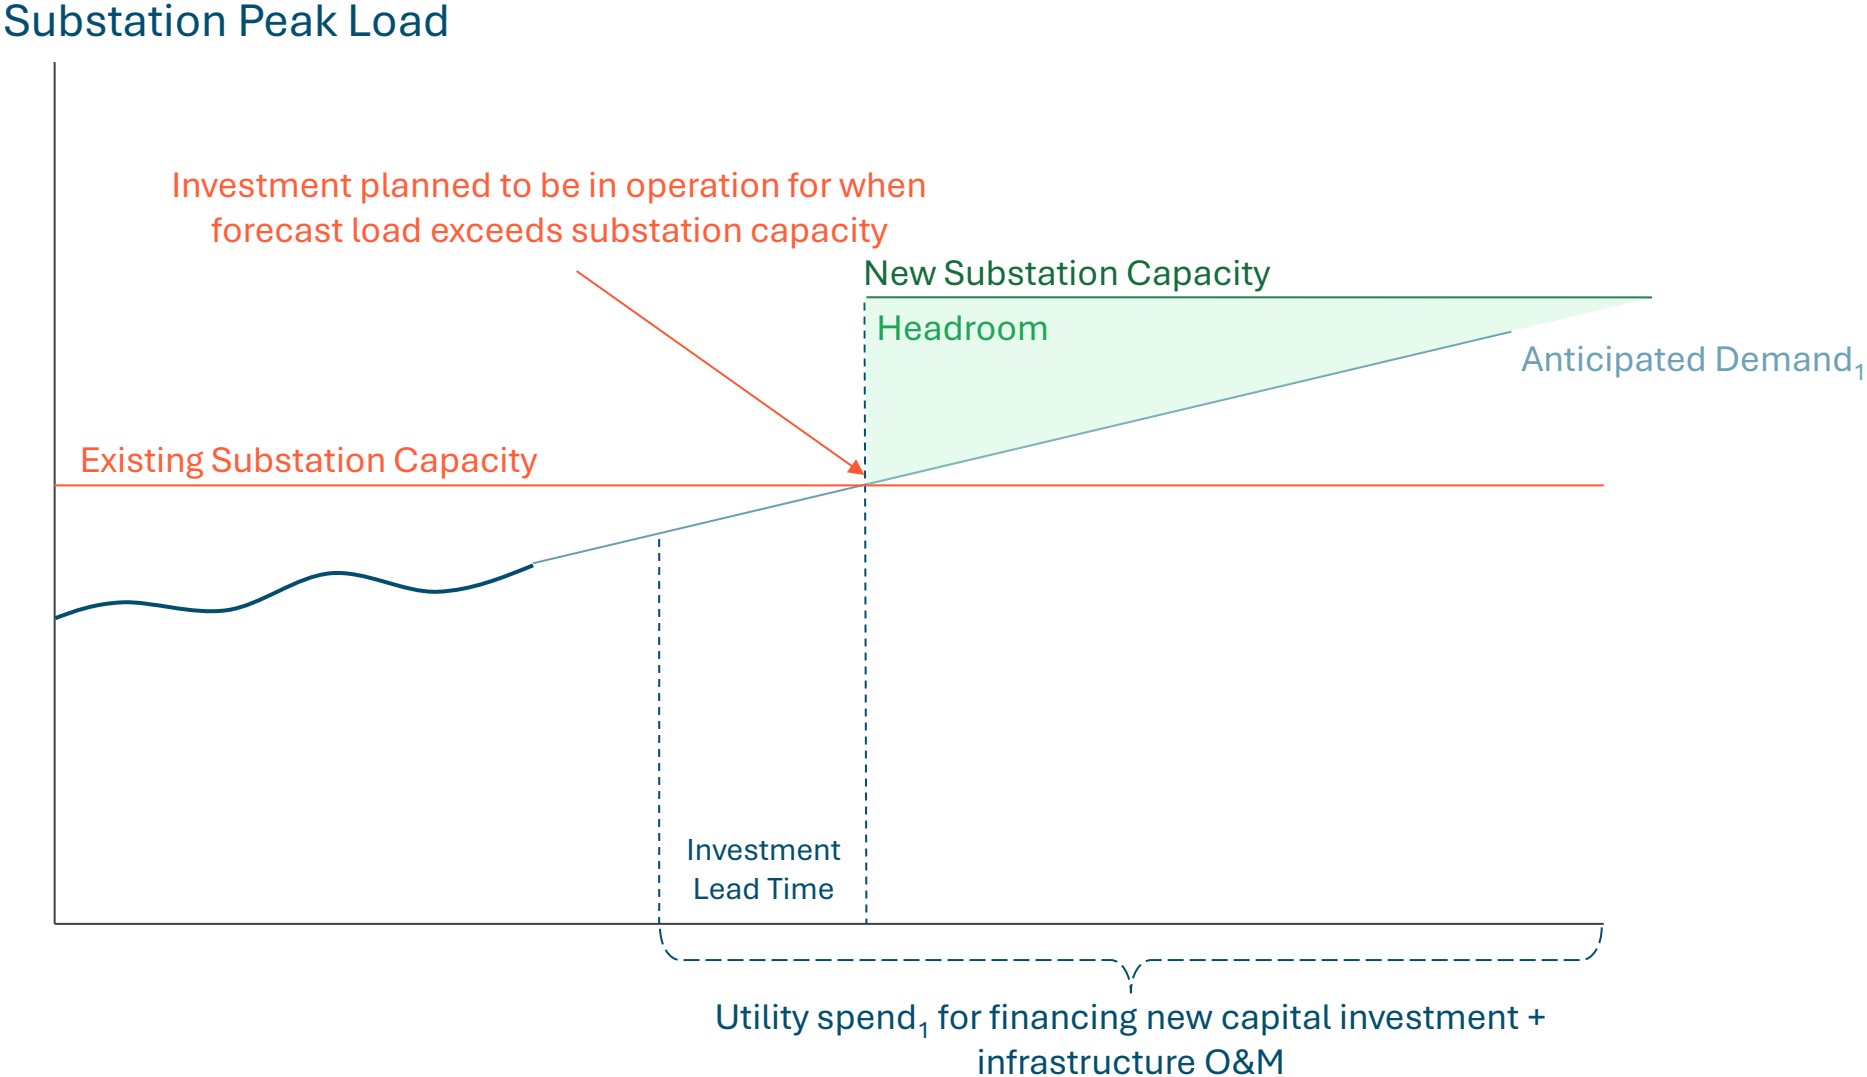 Substation Peak Load
Investment planned to be in operation for when
forecast load exceeds substation capacity
New Substation Capacity
Headroom
Anticipated Demand₁
Existing Substation Capacity
Investment
Lead Time
Utility spend₁ for financing new capital investment +
infrastructure O&M